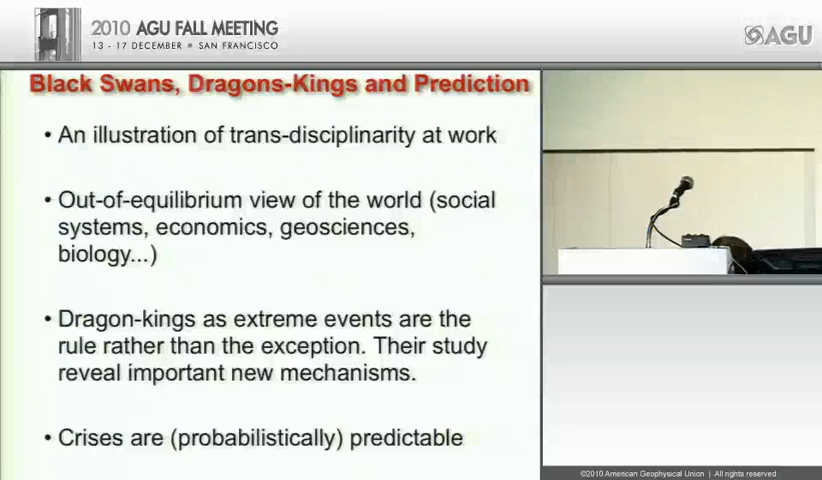 2010 AGU FALL MEETING
13 - 17 DECEMBER ■ SAN FRANCISCO
AGU
Black Swans, Dragons-Kings and Prediction
• An illustration of trans-disciplinarity at work
• Out-of-equilibrium view of the world (social
systems, economics, geosciences,
biology...)
• Dragon-kings as extreme events are the
rule rather than the exception. Their study
reveal important new mechanisms.
• Crises are (probabilistically) predictable
©2010 American Geophysical Union | All rights reserved